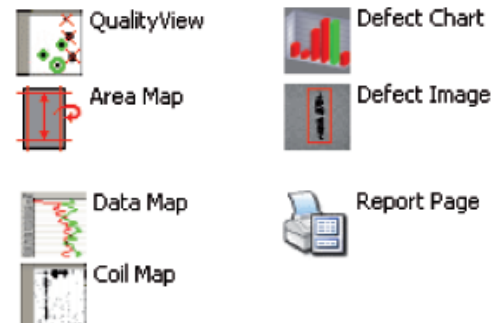 QualityView
Defect Chart
Area Map
Defect Image
Data Map
Report Page
Coil Map